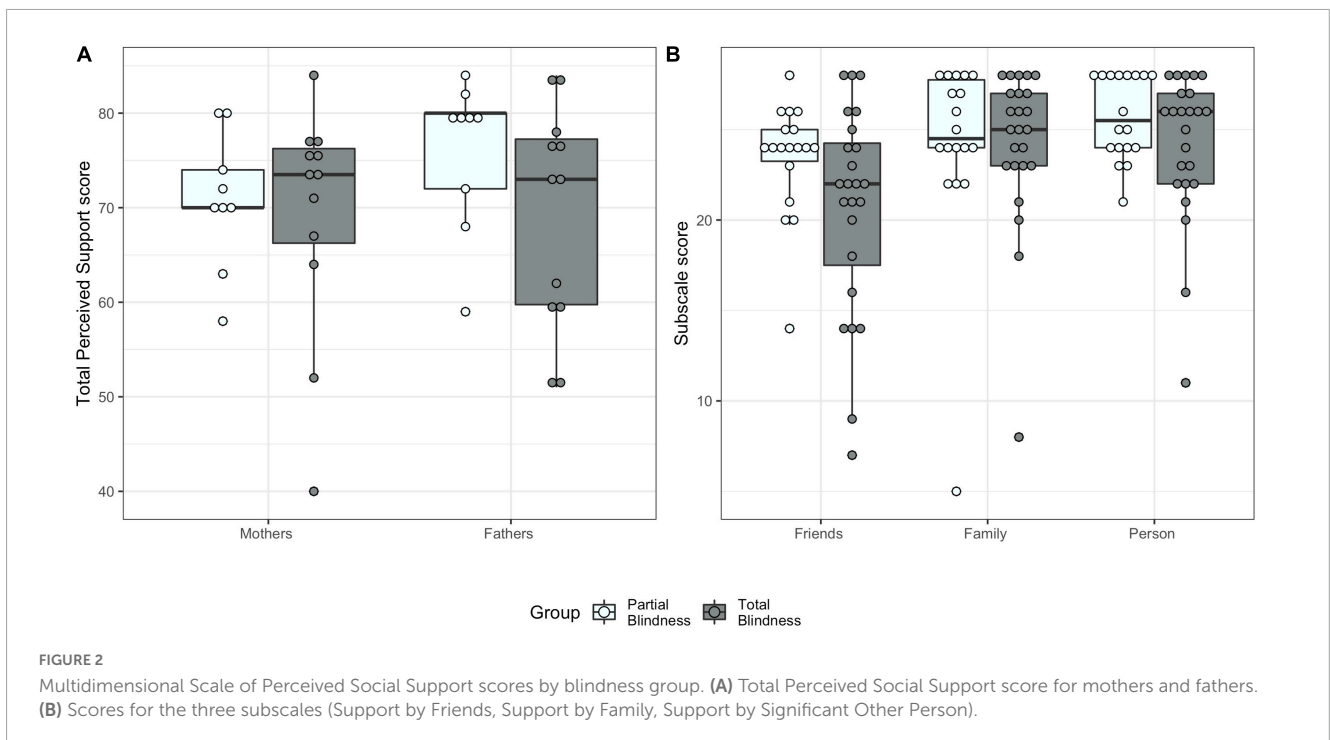 A
B
Total Perceived Support score
80
70
60
50
40
Mothers
Fathers
Subscale score
20
10
Friends
Family
Person
Group
Partial
Blindness
Total
Blindness
FIGURE 2
Multidimensional Scale of Perceived Social Support scores by blindness group. (A) Total Perceived Social Support score for mothers and fathers.
(B) Scores for the three subscales (Support by Friends, Support by Family, Support by Significant Other Person).